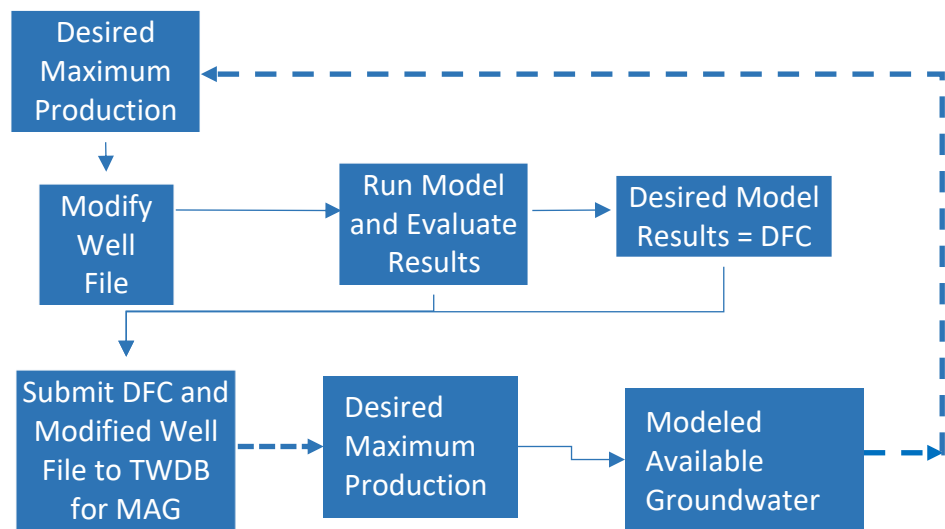 Desired
Maximum
Production
Modify
Well
File
Run Model
and Evaluate
Results
Desired Model
Results = DFC
Submit DFC and
Modified Well
File to TWDB
for MAG
Desired
Maximum
Production
Modeled
Available
Groundwater